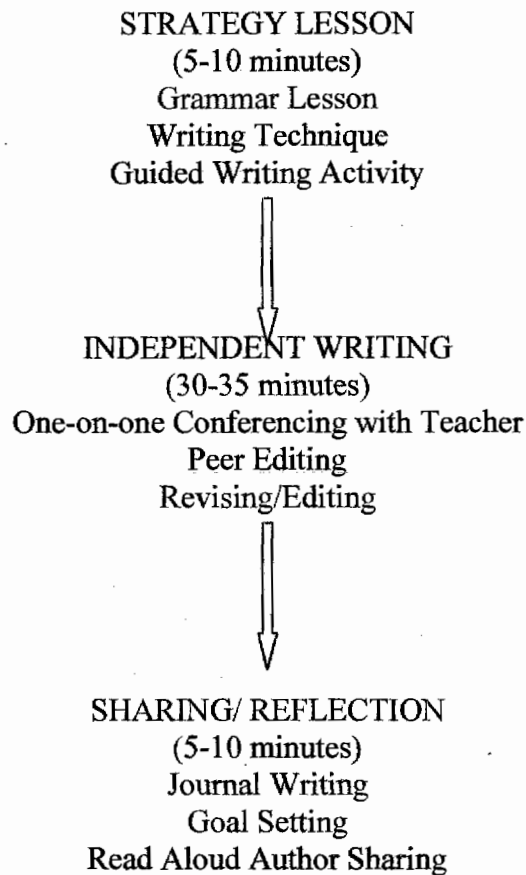 STRATEGY LESSON
(5-10 minutes)
Grammar Lesson
Writing Technique
Guided Writing Activity
INDEPENDENT WRITING
(30-35 minutes)
One-on-one Conferencing with Teacher
Peer Editing
Revising/Editing
SHARING/ REFLECTION
(5-10 minutes)
Journal Writing
Goal Setting
Read Aloud Author Sharing